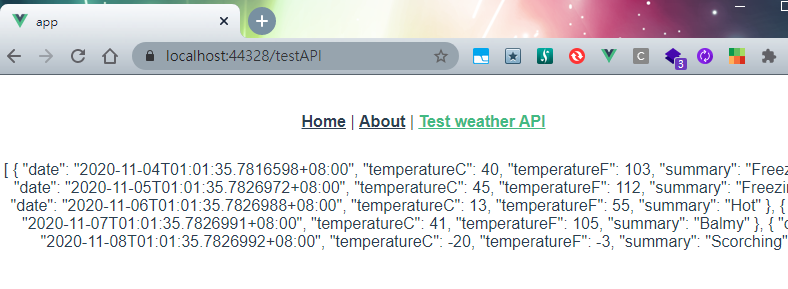 app
localhost:44328/testAPI
C
3
Home | About | Test weather API
[ { "date": "2020-11-04T01:01:35.7816598+08:00", "temperatureC": 40, "temperatureF": 103, "summary": "Freez
"date": "2020-11-05T01:01:35.7826972+08:00", "temperatureC": 45, "temperatureF": 112, "summary": "Freezin
"date": "2020-11-06T01:01:35.7826988+08:00", "temperatureC": 13, "temperatureF": 55, "summary": "Hot" }, {
"2020-11-07T01:01:35.7826991+08:00", "temperatureC": 41, "temperatureF": 105, "summary": "Balmy" }, { "d
"2020-11-08T01:01:35.7826992+08:00", "temperatureC": -20, "temperatureF": -3, "summary": "Scorching"